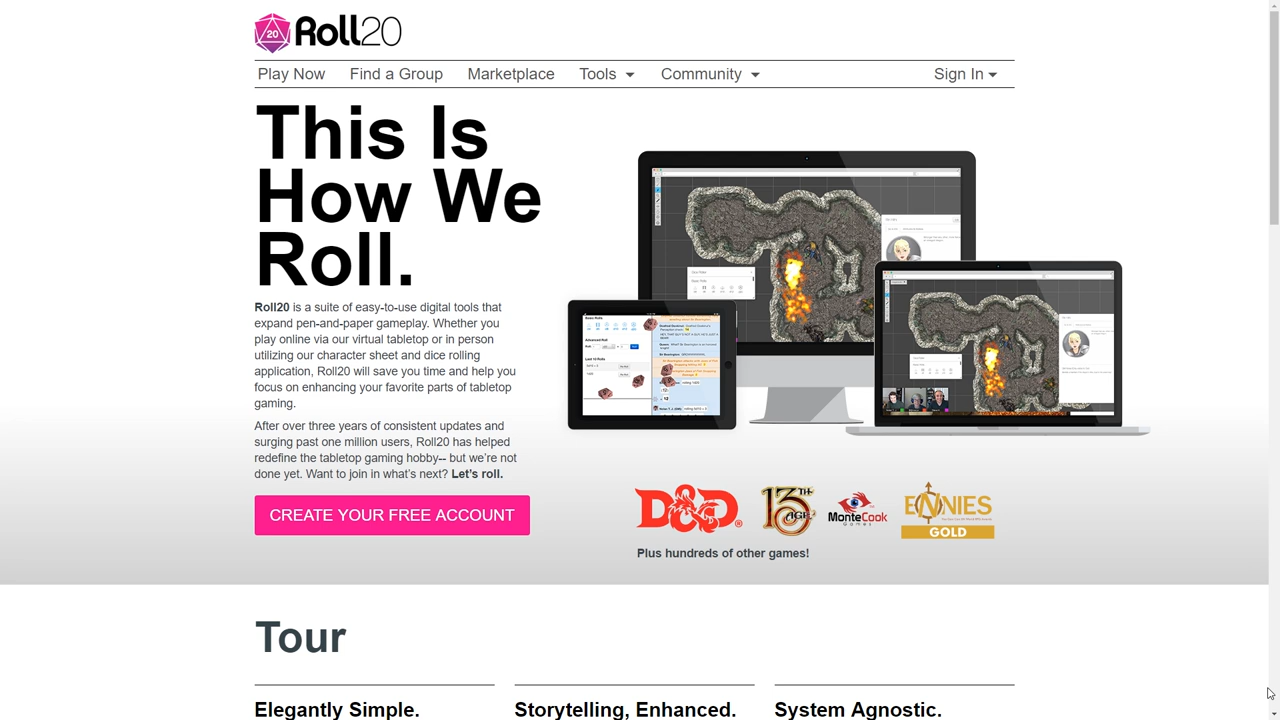 20 Roll20
Play Now Find a Group Marketplace Tools Community Sign In
This Is
How We
Roll.
Roll20 is a suite of easy-to-use digital tools that
expand pen-and-paper gameplay. Whether you
play online via our virtual tabletop or in person
utilizing our character sheet and dice rolling
application, Roll20 will save you time and help you
focus on enhancing your favorite parts of tabletop
gaming.
After over three years of consistent updates and
surging past one million users, Roll20 has helped
redefine the tabletop gaming hobby-- but we're not
done yet. Want to join in what's next? Let's roll.
CREATE YOUR FREE ACCOUNT
D&D
13TH
AGE
MonteCook
Games
ENNIES
GOLD
Plus hundreds of other games!
Tour
Elegantly Simple. Storytelling, Enhanced. System Agnostic.